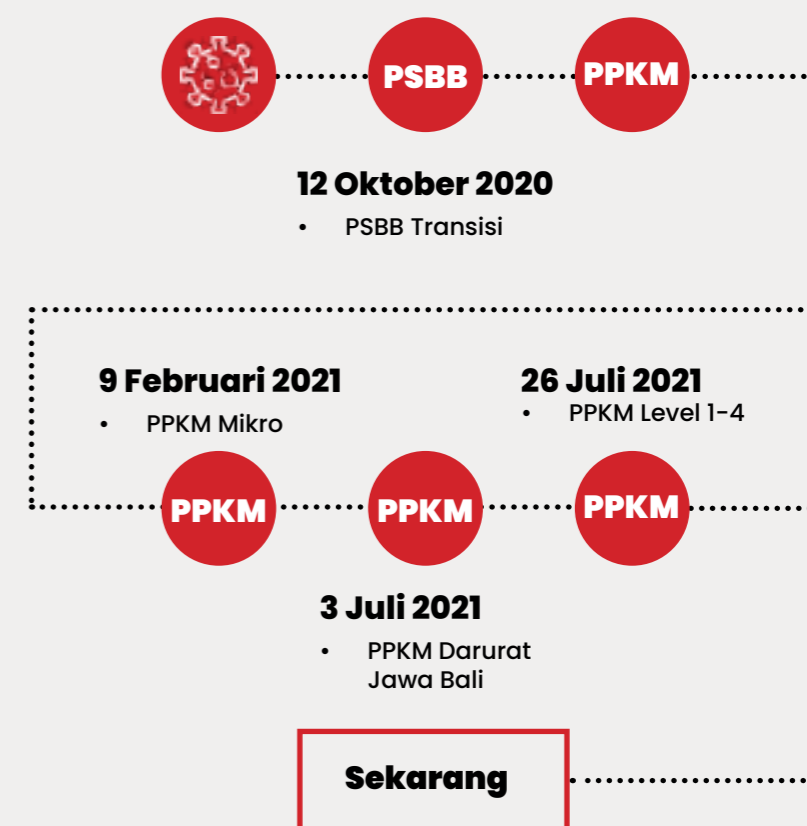 PSBB
PPKM
12 Oktober 2020
• PSBB Transisi
9 Februari 2021
• PPKM Mikro
26 Juli 2021
• PPKM Level 1-4
PPKM
PPKM
PPKM
3 Juli 2021
• PPKM Darurat
Jawa Bali
Sekarang